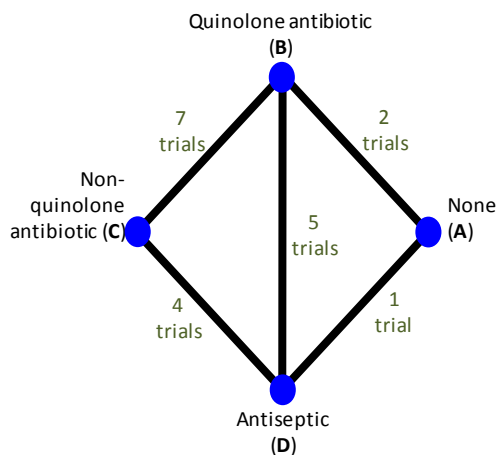 Quinolone antibiotic
(B)
7
trials
2
trials
Non-
quinolone
antibiotic (C)
None
(A)
5
trials
4
trials
1
trial
Antiseptic
(D)